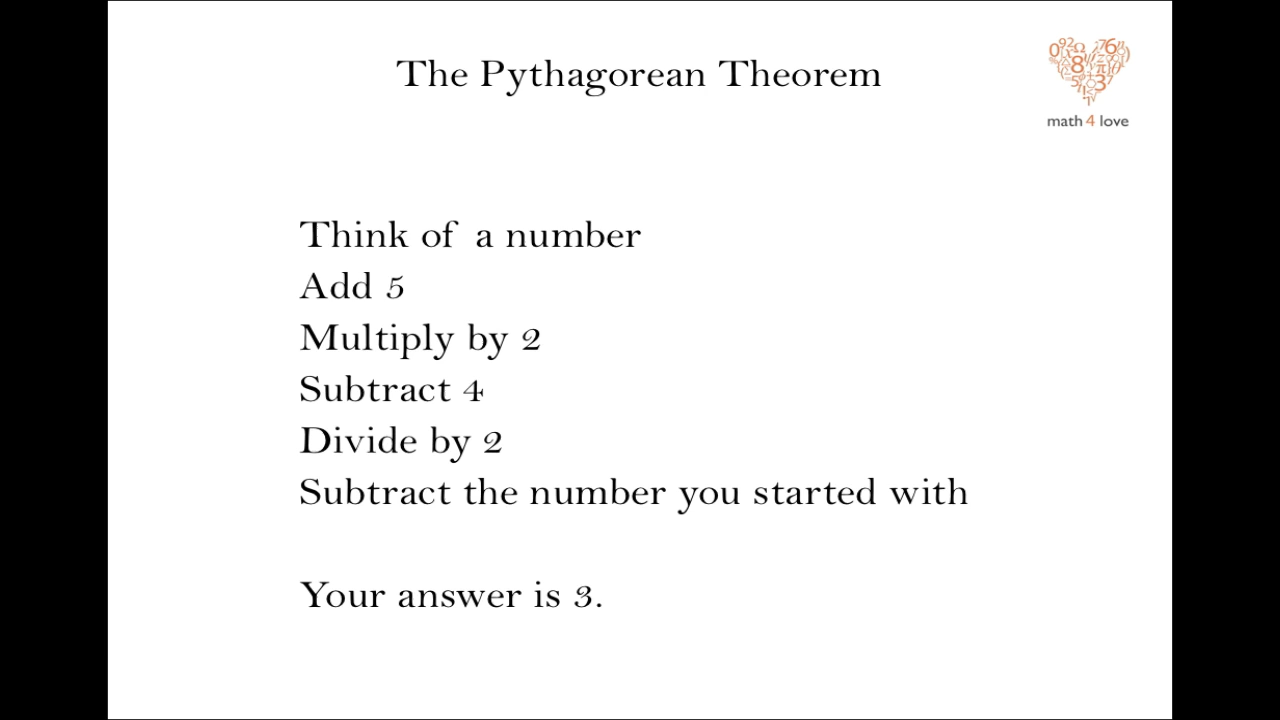 The Pythagorean Theorem
math 4 love
Think of a number
Add 5
Multiply by 2
Subtract 4
Divide by 2
Subtract the number you started with
Your answer is 3.